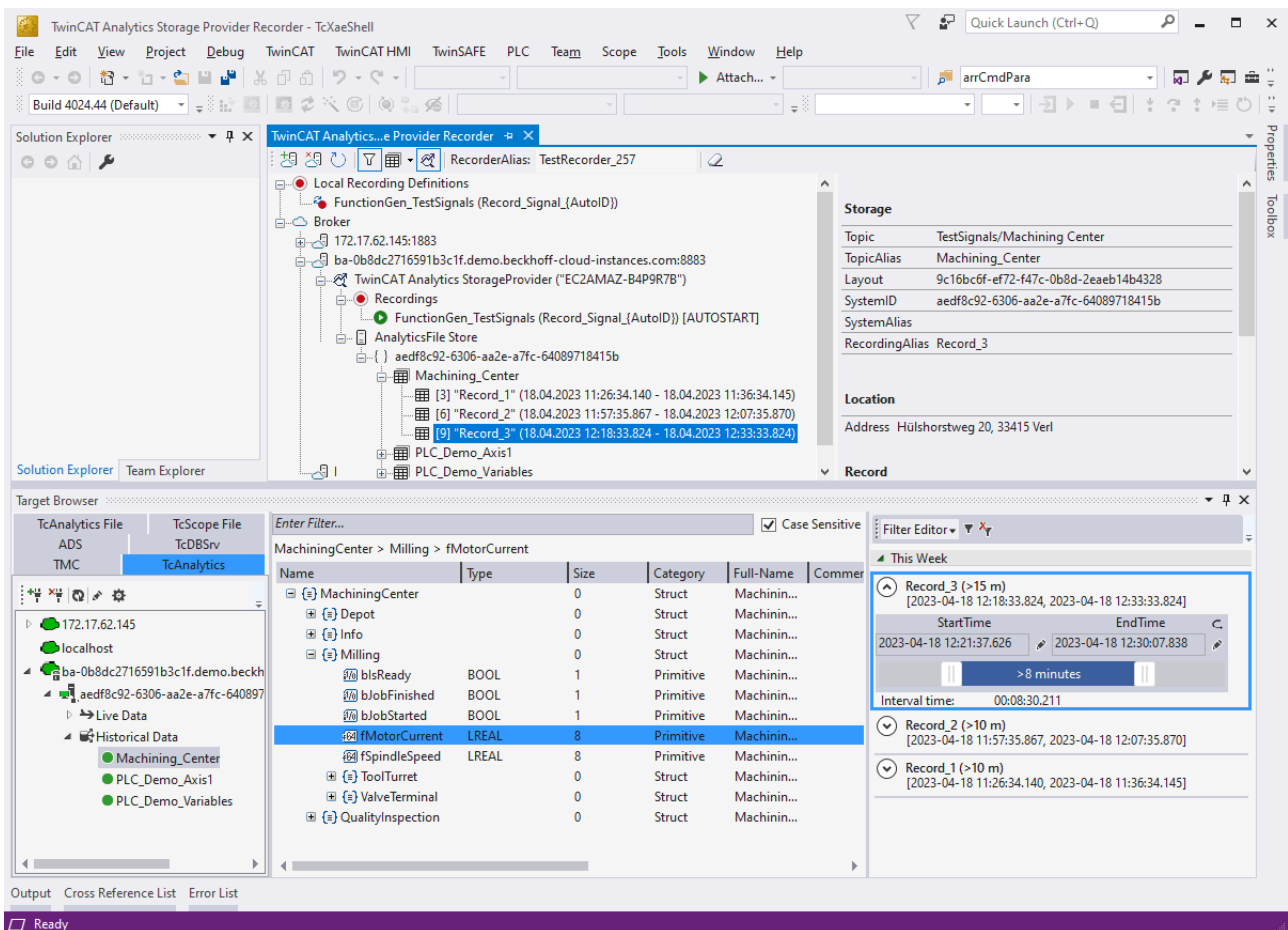 TwinCAT Analytics Storage Provider Recorder - TcXaeShell
Quick Launch (Ctrl+Q)
File Edit View Project Debug TwinCAT TwinCAT HMI TwinSAFE PLC Team Scope Tools Window Help
Attach...
arrCmdPara
Build 4024.44 (Default)
Solution Explorer
TwinCAT Analytics...e Provider Recorder
RecorderAlias: TestRecorder_257
Local Recording Definitions
FunctionGen_TestSignals (Record_Signal_{AutoID})
Broker
172.17.62.145:1883
ba-0b8dc2716591b3c1f.demo.beckhoff-cloud-instances.com:8883
TwinCAT Analytics StorageProvider ("EC2AMAZ-B4P9R7B")
Recordings
FunctionGen_TestSignals (Record_Signal_{AutoID}) [AUTOSTART]
AnalyticsFile Store
{ } aedf8c92-6306-aa2e-a7fc-64089718415b
Machining_Center
[3] "Record_1" (18.04.2023 11:26:34.140 - 18.04.2023 11:36:34.145)
[6] "Record_2" (18.04.2023 11:57:35.867 - 18.04.2023 12:07:35.870)
[9] "Record_3" (18.04.2023 12:18:33.824 - 18.04.2023 12:33:33.824)
PLC_Demo_Axis1
PLC_Demo_Variables
Storage
Topic TestSignals/Machining Center
TopicAlias Machining_Center
Layout 9c16bc6f-ef72-f47c-0b8d-2eaeb14b4328
SystemID aedf8c92-6306-aa2e-a7fc-64089718415b
SystemAlias
RecordingAlias Record_3
Location
Address Hülshorstweg 20, 33415 Verl
Record
Properties
Toolbox
Solution Explorer Team Explorer
Target Browser
TcAnalytics File TcScope File
ADS TcDBSrv
TMC TcAnalytics
172.17.62.145
localhost
ba-0b8dc2716591b3c1f.demo.beckh
aedf8c92-6306-aa2e-a7fc-640897
Live Data
Historical Data
Machining_Center
PLC_Demo_Axis1
PLC_Demo_Variables
Enter Filter... Case Sensitive
MachiningCenter > Milling > fMotorCurrent
Name Type Size Category Full-Name Commer
MachiningCenter 0 Struct Machinin...
Depot 0 Struct Machinin...
Info 0 Struct Machinin...
Milling 0 Struct Machinin...
bIsReady BOOL 1 Primitive Machinin...
bJobFinished BOOL 1 Primitive Machinin...
bJobStarted BOOL 1 Primitive Machinin...
fMotorCurrent LREAL 8 Primitive Machinin...
fSpindleSpeed LREAL 8 Primitive Machinin...
ToolTurret 0 Struct Machinin...
ValveTerminal 0 Struct Machinin...
QualityInspection 0 Struct Machinin...
Filter Editor
This Week
Record_3 (>15 m)
[2023-04-18 12:18:33.824, 2023-04-18 12:33:33.824]
StartTime EndTime
2023-04-18 12:21:37.626 2023-04-18 12:30:07.838
>8 minutes
Interval time: 00:08:30.211
Record_2 (>10 m)
[2023-04-18 11:57:35.867, 2023-04-18 12:07:35.870]
Record_1 (>10 m)
[2023-04-18 11:26:34.140, 2023-04-18 11:36:34.145]
Output Cross Reference List Error List
Ready